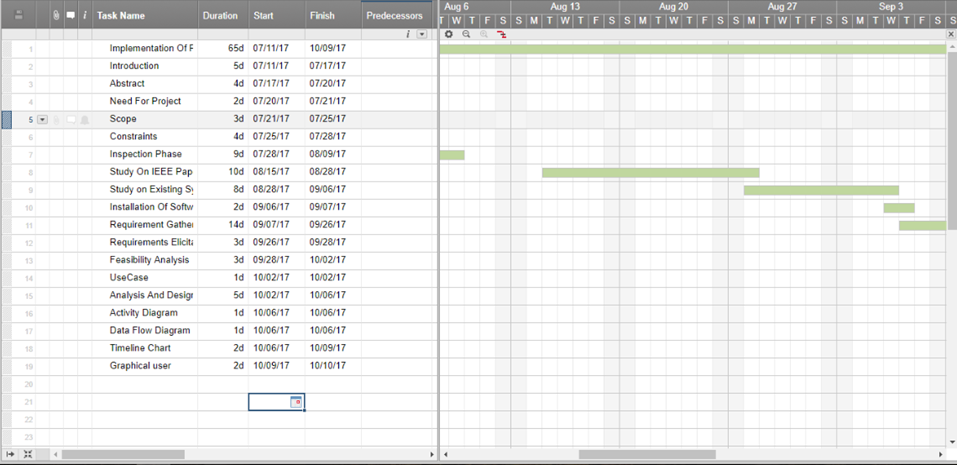 Task Name Duration Start Finish Predecessors
Aug 6 Aug 13 Aug 20 Aug 27 Sep 3
T W T F S S M T W T F S S M T W T F S S M T W T F S S M T W T F S
1 Implementation Of 65d 07/11/17 10/09/17
2 Introduction 5d 07/11/17 07/17/17
3 Abstract 4d 07/17/17 07/20/17
4 Need For Project 2d 07/20/17 07/21/17
5 Scope 3d 07/21/17 07/25/17
6 Constraints 4d 07/25/17 07/28/17
7 Inspection Phase 9d 07/28/17 08/09/17
8 Study On IEEE Pap 10d 08/15/17 08/28/17
9 Study on Existing Sy 8d 08/28/17 09/06/17
10 Installation Of Softw 2d 09/06/17 09/07/17
11 Requirement Gather 14d 09/07/17 09/26/17
12 Requirements Elicita 3d 09/26/17 09/28/17
13 Feasibility Analysis 3d 09/28/17 10/02/17
14 UseCase 1d 10/02/17 10/02/17
15 Analysis And Design 5d 10/02/17 10/06/17
16 Activity Diagram 1d 10/06/17 10/06/17
17 Data Flow Diagram 1d 10/06/17 10/06/17
18 Timeline Chart 2d 10/06/17 10/09/17
19 Graphical user 2d 10/09/17 10/10/17
20
21
22
23